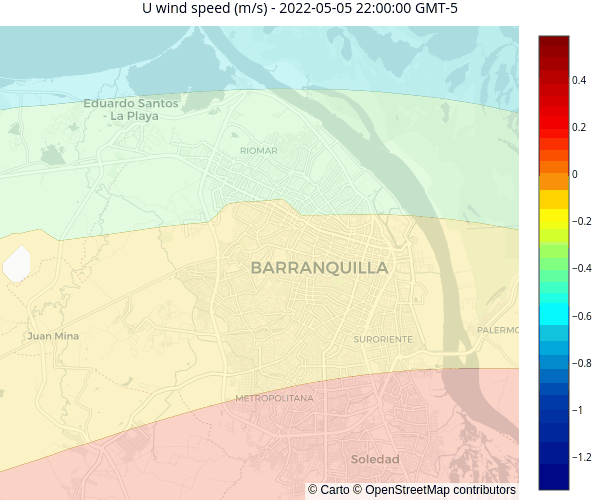 U wind speed (m/s) - 2022-05-05 22:00:00 GMT-5
Eduardo Santos
- La Playa
RIOMAR
BARRANQUILLA
Juan Mina
SURORIENTE
PALERMO
METROPOLITANA
Soledad
© Carto © OpenStreetMap contributors
0.4
0.2
0
−0.2
−0.4
−0.6
−0.8
−1
−1.2